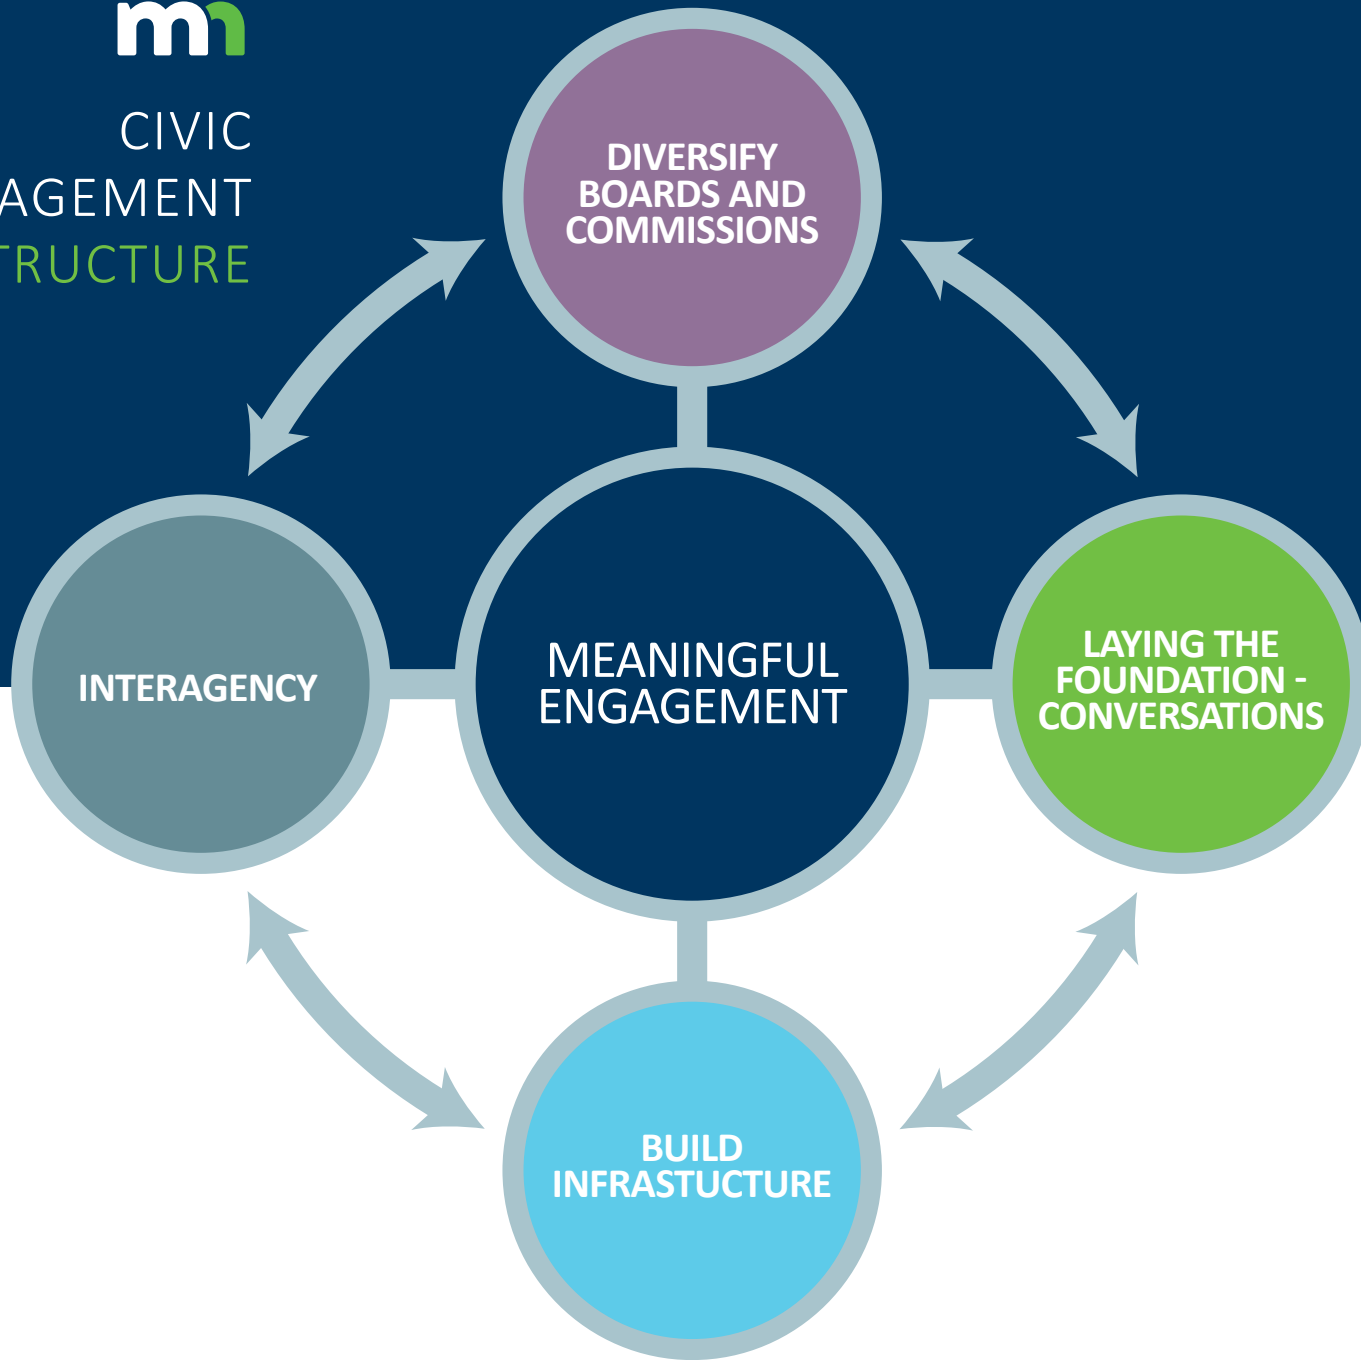 mn
CIVIC
AGEMENT
TRUCTURE
DIVERSIFY
BOARDS AND
COMMISSIONS
INTERAGENCY
MEANINGFUL
ENGAGEMENT
LAYING THE
FOUNDATION -
CONVERSATIONS
BUILD
INFRASTUCTURE